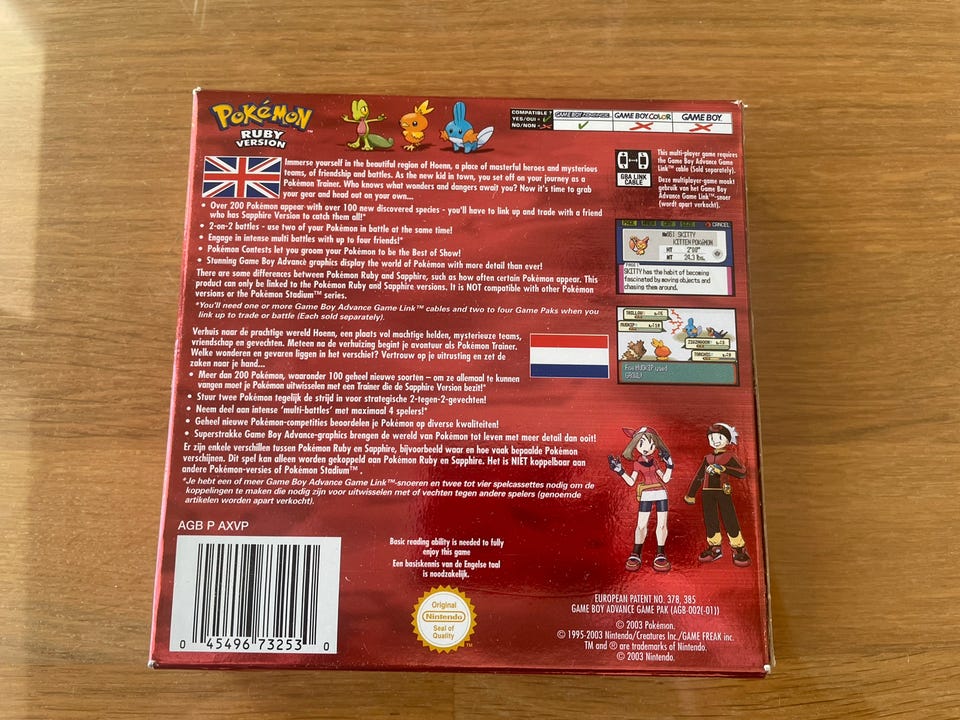 POKéMON™
RUBY
VERSION
COMPATIBLE ?
YES/OUI -
NO/NON -
GAME BOY ADVANCE
GAME BOY COLOR
GAME BOY
Immerse yourself in the beautiful region of Hoenn, a place of masterful heroes and mysterious
teams, of friendship and battles. As the new kid in town, you set off on your journey as a
Pokémon Trainer. Who knows what wonders and dangers await you? Now it's time to grab
your gear and head out on your own...
• Over 200 Pokémon appear with over 100 new discovered species - you'll have to link up and trade with a friend
who has Sapphire Version to catch them all!*
• 2-on-2 battles - use two of your Pokémon in battle at the same time!
• Engage in intense multi battles with up to four friends!*
• Pokémon Contests let you groom your Pokémon to be the Best of Show!
• Stunning Game Boy Advance graphics display the world of Pokémon with more detail than ever!
There are some differences between Pokémon Ruby and Sapphire, such as how often certain Pokémon appear. This
product can only be linked to the Pokémon Ruby and Sapphire versions. It is NOT compatible with other Pokémon
versions or the Pokémon Stadium™ series.
*You'll need one or more Game Boy Advance Game Link™ cables and two to four Game Paks when you
link up to trade or battle (Each sold separately).
GBA LINK
CABLE
This multi-player game requires
the Game Boy Advance Game
Link™ cable (Sold separately).
Deze multiplayer-game maakt
gebruik van het Game Boy
Advance Game Link™-snoer
(wordt apart verkocht).
CANCEL
SKITTY
KITTEN POKéMON
HT 2'00"
WT 24.3 lbs.
SKITTY has the habit of becoming
fascinated by moving objects and
chasing them around.
Foe MUDKIP used
GROWL!
Verhuis naar de prachtige wereld Hoenn, een plaats vol machtige helden, mysterieuze teams,
vriendschap en gevechten. Meteen na de verhuizing begint je avontuur als Pokémon Trainer.
Welke wonderen en gevaren liggen in het verschiet? Vertrouw op je uitrusting en zet de
zaken naar je hand...
• Meer dan 200 Pokémon, waaronder 100 geheel nieuwe soorten – om ze allemaal te kunnen
vangen moet je Pokémon uitwisselen met een Trainer die de Sapphire Version bezit!*
• Stuur twee Pokémon tegelijk de strijd in voor strategische 2-tegen-2-gevechten!
• Neem deel aan intense 'multi-battles' met maximaal 4 spelers!*
• Geheel nieuwe Pokémon-competities beoordelen je Pokémon op diverse kwaliteiten!
• Superstrakke Game Boy Advance-graphics brengen de wereld van Pokémon tot leven met meer detail dan ooit!
Er zijn enkele verschillen tussen Pokémon Ruby en Sapphire, bijvoorbeeld waar en hoe vaak bepaalde Pokémon
verschijnen. Dit spel kan alleen worden gekoppeld aan Pokémon Ruby en Sapphire. Het is NIET koppelbaar aan
andere Pokémon-versies of Pokémon Stadium™.
*Je hebt een of meer Game Boy Advance Game Link™-snoeren en twee tot vier spelcassettes nodig om de
koppelingen te maken die nodig zijn voor uitwisselen met of vechten tegen andere spelers (genoemde
artikelen worden apart verkocht).
AGB P AXVP
0 45496 73253 0
Basic reading ability is needed to fully
enjoy this game
Een basiskennis van de Engelse taal
is noodzakelijk.
Original
Nintendo
Seal of
Quality
TM
EUROPEAN PATENT NO. 378, 385
GAME BOY ADVANCE GAME PAK (AGB-002(-01))
© 2003 Pokémon.
© 1995-2003 Nintendo/Creatures Inc./GAME FREAK inc.
TM and ® are trademarks of Nintendo.
© 2003 Nintendo.